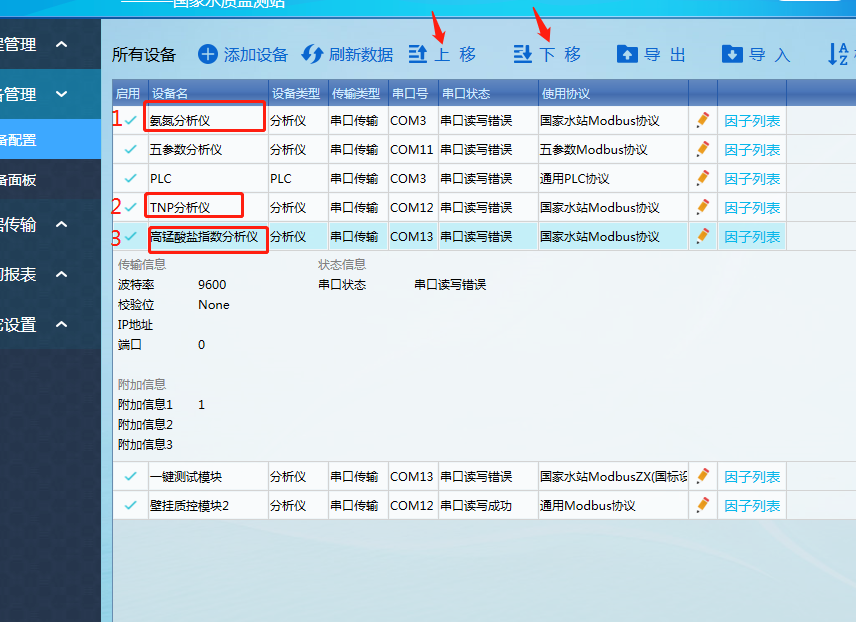 国家水质监测站
管理
所有设备 添加设备 刷新数据 上 移 下 移 导 出 导 入
管理
启用 设备名 设备类型 传输类型 串口号 串口状态 使用协议
1 氨氮分析仪 分析仪 串口传输 COM3 串口读写错误 国家水站Modbus协议 因子列表
配置
五参数分析仪 分析仪 串口传输 COM11 串口读写错误 五参数Modbus协议 因子列表
面板
PLC PLC 串口传输 COM3 串口读写错误 通用PLC协议 因子列表
2 TNP分析仪 分析仪 串口传输 COM12 串口读写错误 国家水站Modbus协议 因子列表
传输
3 高锰酸盐指数分析仪 分析仪 串口传输 COM13 串口读写错误 国家水站Modbus协议 因子列表
传输信息 状态信息
报表
波特率 9600 串口状态 串口读写错误
校验位 None
设置
IP地址
端口 0
附加信息
附加信息1 1
附加信息2
附加信息3
一键测试模块 分析仪 串口传输 COM13 串口读写错误 国家水站ModbusZX(国标设 因子列表
壁挂质控模块2 分析仪 串口传输 COM12 串口读写成功 通用Modbus协议 因子列表